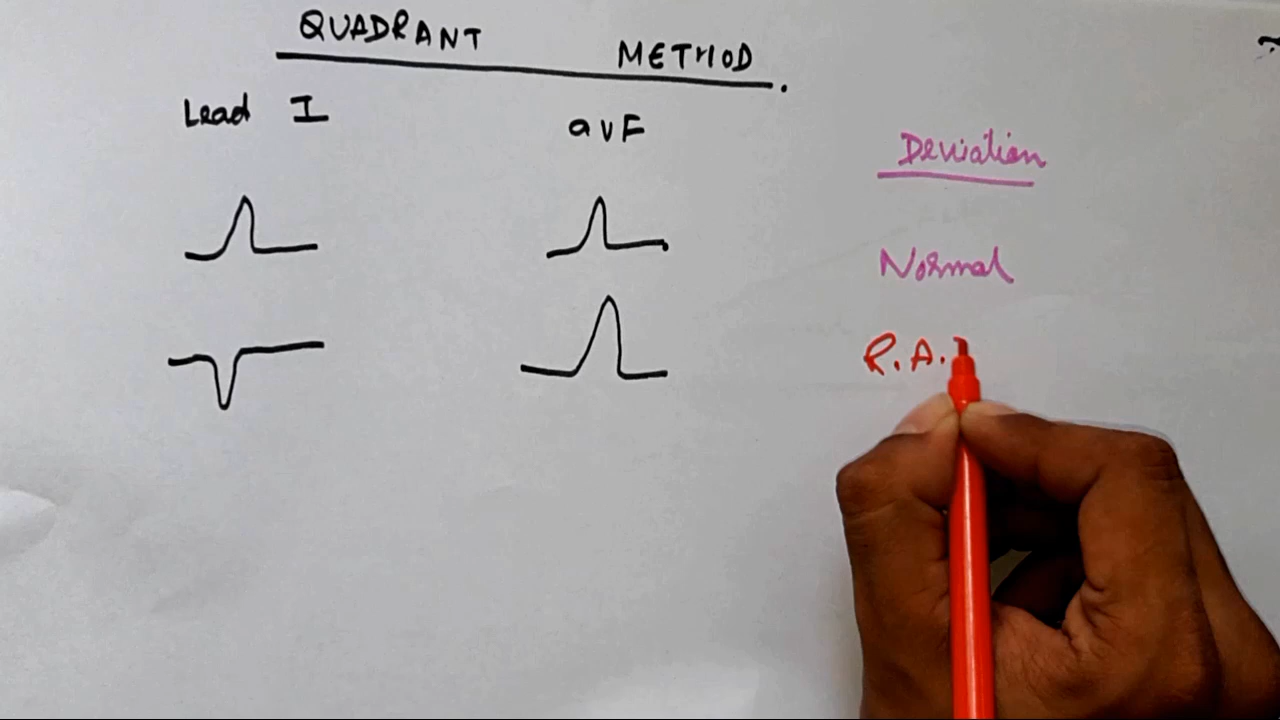 QUADRANT METHOD.
Lead I
avF
Deviation
Normal
R.A.